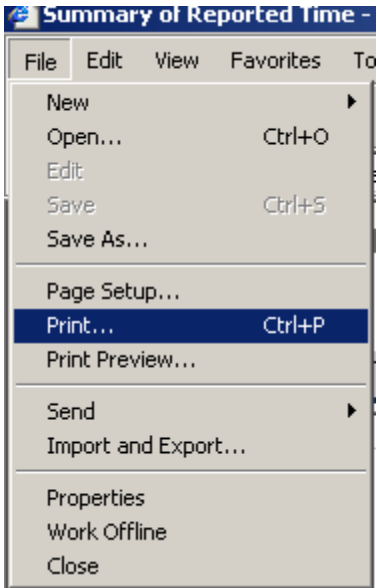 Summary of Reported Time -
File Edit View Favorites To
New
Open... Ctrl+O
Edit
Save Ctrl+S
Save As...
Page Setup...
Print... Ctrl+P
Print Preview...
Send
Import and Export...
Properties
Work Offline
Close